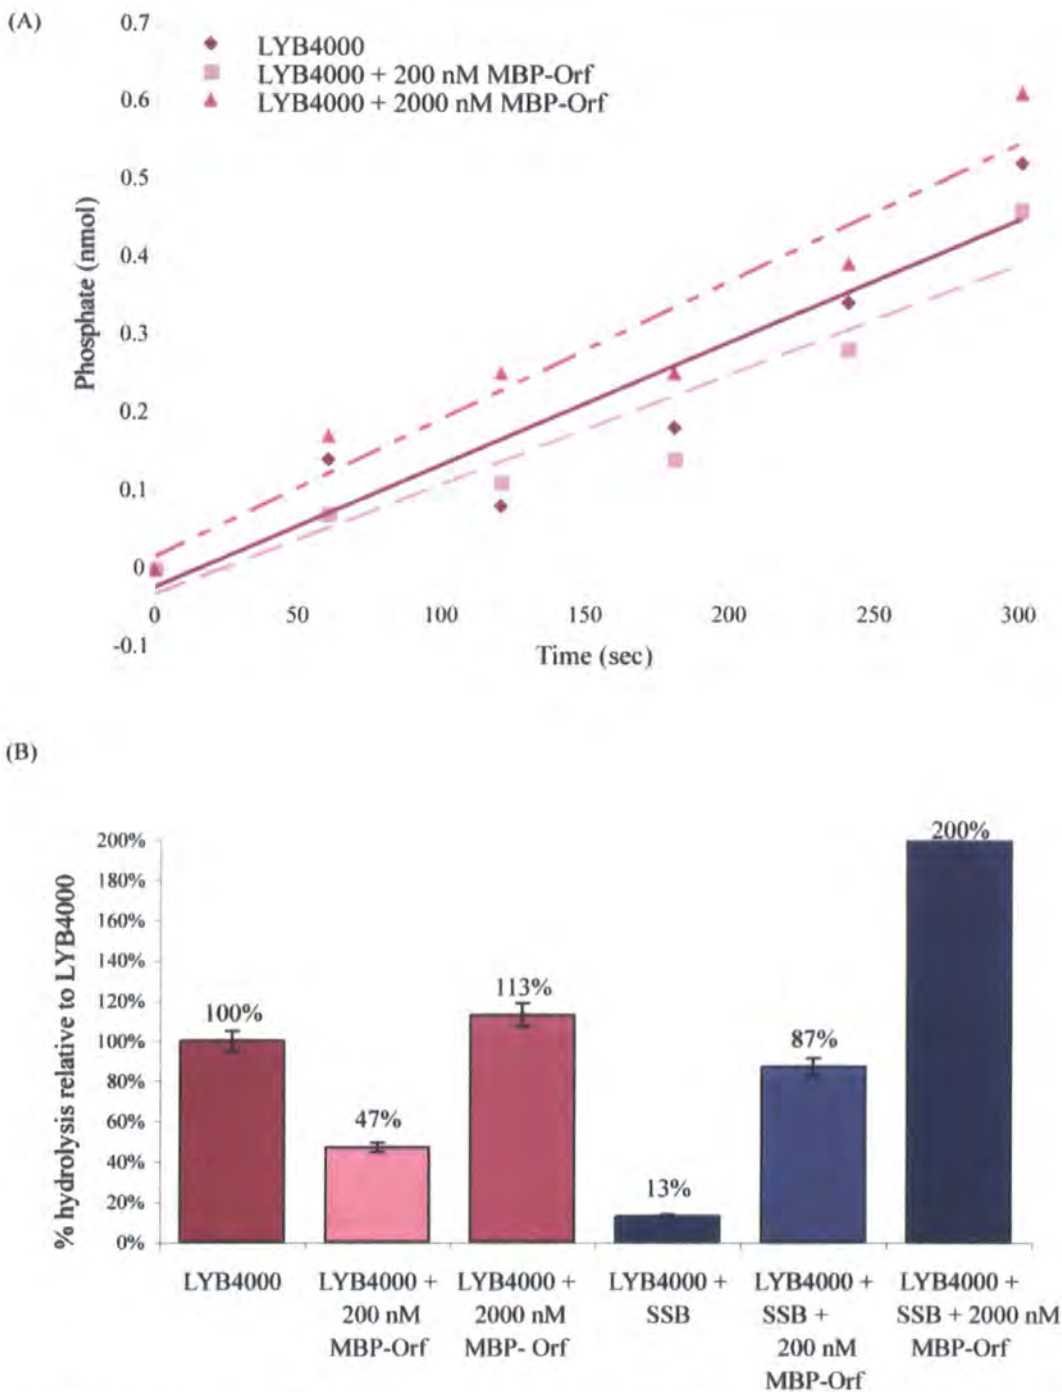 (A)
0.7
0.6
0.5
0.4
0.3
0.2
0.1
0
-0.1
Phosphate (nmol)
LYB4000
LYB4000 + 200 nM MBP-Orf
LYB4000 + 2000 nM MBP-Orf
0 50 100 150 200 250 300
Time (sec)
(B)
% hydrolysis relative to LYB4000
200%
180%
160%
140%
120%
100%
80%
60%
40%
20%
0%
100%
47%
113%
13%
87%
200%
LYB4000
LYB4000 +
200 nM
MBP-Orf
LYB4000 +
2000 nM
MBP- Orf
LYB4000 +
SSB
LYB4000 +
SSB +
200 nM
MBP-Orf
LYB4000 +
SSB + 2000 nM
MBP-Orf